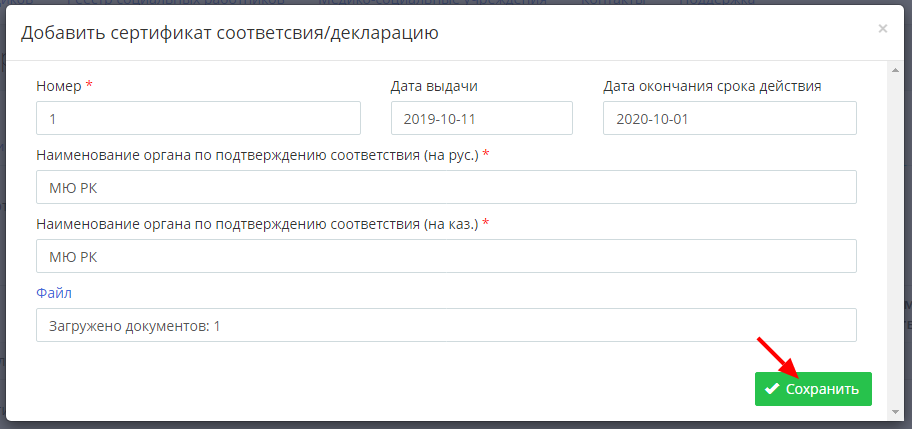 Добавить сертификат соответсвия/декларацию ×
Номер * Дата выдачи Дата окончания срока действия
1 2019-10-11 2020-10-01
Наименование органа по подтверждению соответствия (на рус.) *
МЮ РК
Наименование органа по подтверждению соответствия (на каз.) *
МЮ РК
Файл
Загружено документов: 1
Сохранить